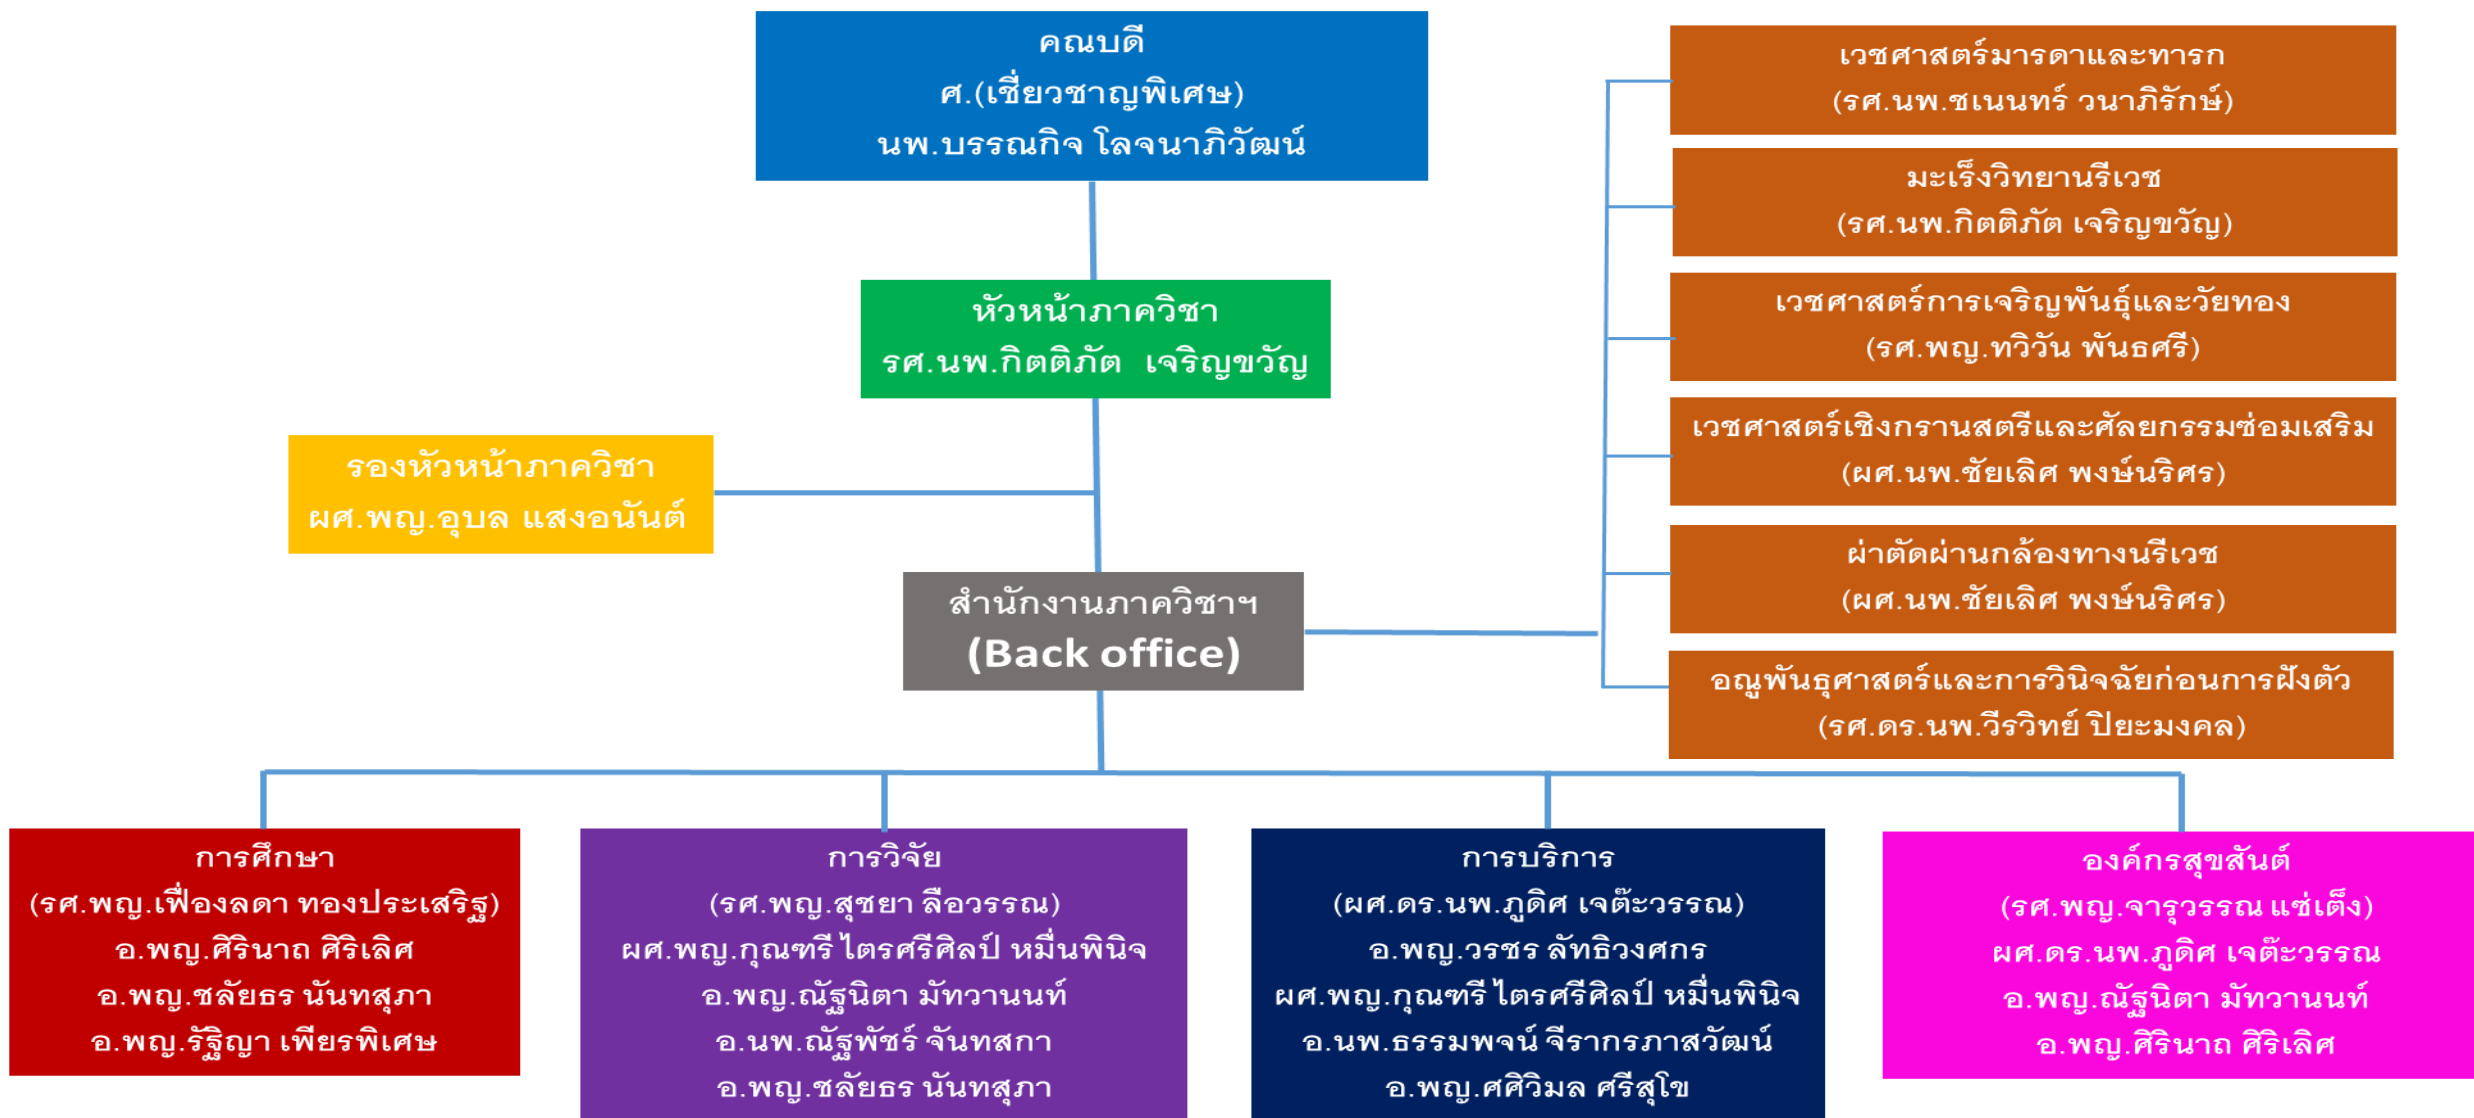 คณบดี
ศ.(เชี่ยวชาญพิเศษ)
นพ.บรรณกิจ โลจนาภิวัฒน์
หัวหน้าภาควิชา
รศ.นพ.กิตติภัต เจริญขวัญ
รองหัวหน้าภาควิชา
ผศ.พญ.อุบล แสงอนันต์
สำนักงานภาควิชาฯ
(Back office)
เวชศาสตร์มารดาและทารก
(รศ.นพ.ชเนนทร์ วนาภิรักษ์)
มะเร็งวิทยานรีเวช
(รศ.นพ.กิตติภัต เจริญขวัญ)
เวชศาสตร์การเจริญพันธุ์และวัยทอง
(รศ.พญ.ทวิวัน พันธศรี)
เวชศาสตร์เชิงกรานสตรีและศัลยกรรมซ่อมเสริม
(ผศ.นพ.ชัยเลิศ พงษ์นริศร)
ผ่าตัดผ่านกล้องทางนรีเวช
(ผศ.นพ.ชัยเลิศ พงษ์นริศร)
อณูพันธุศาสตร์และการวินิจฉัยก่อนการฝังตัว
(รศ.ดร.นพ.วีรวิทย์ ปิยะมงคล)
การศึกษา
(รศ.พญ.เฟื่องลดา ทองประเสริฐ)
อ.พญ.ศิรินาถ ศิริเลิศ
อ.พญ.ชลัยธร นันทสุภา
อ.พญ.รัฐิญา เพียรพิเศษ
การวิจัย
(รศ.พญ.สุชยา ลือวรรณ)
ผศ.พญ.กุณฑรี ไตรศรีศิลป์ หมื่นพินิจ
อ.พญ.ณัฐนิตา มัทวานนท์
อ.นพ.ณัฐพัชร์ จันทสกา
อ.พญ.ชลัยธร นันทสุภา
การบริการ
(ผศ.ดร.นพ.ภูดิศ เจต๊ะวรรณ)
อ.พญ.วรชร ลัทธิวงศกร
ผศ.พญ.กุณฑรี ไตรศรีศิลป์ หมื่นพินิจ
อ.นพ.ธรรมพจน์ จีรากรภาสวัฒน์
อ.พญ.ศศิวิมล ศรีสุโข
องค์กรสุขสันต์
(รศ.พญ.จารุวรรณ แซ่เต็ง)
ผศ.ดร.นพ.ภูดิศ เจต๊ะวรรณ
อ.พญ.ณัฐนิตา มัทวานนท์
อ.พญ.ศิรินาถ ศิริเลิศ